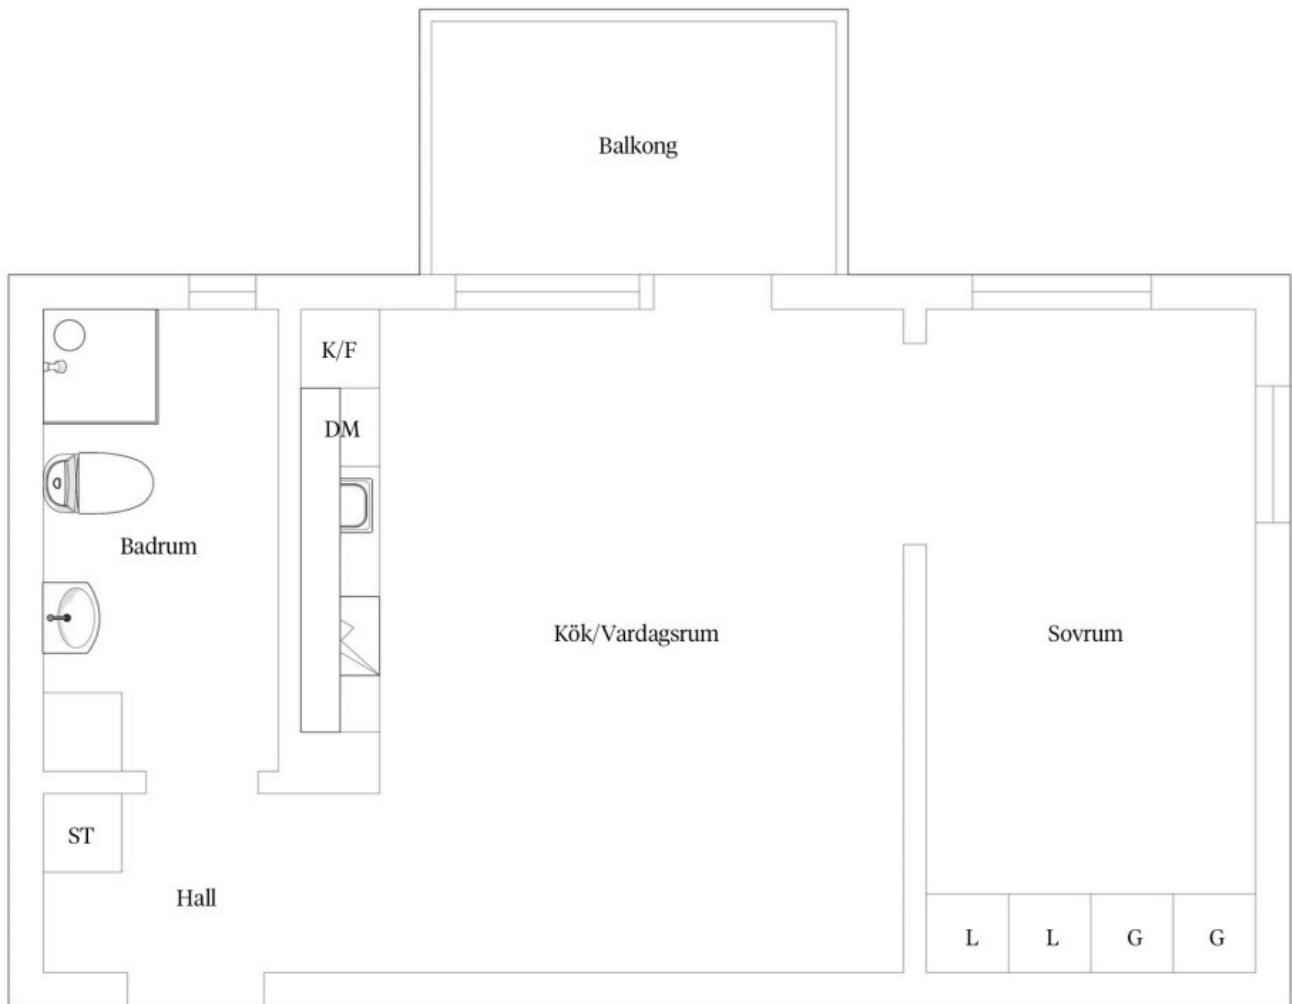 Balkong
K/F
DM
Badrum
Kök/Vardagsrum
Sovrum
ST
Hall
L
L
G
G